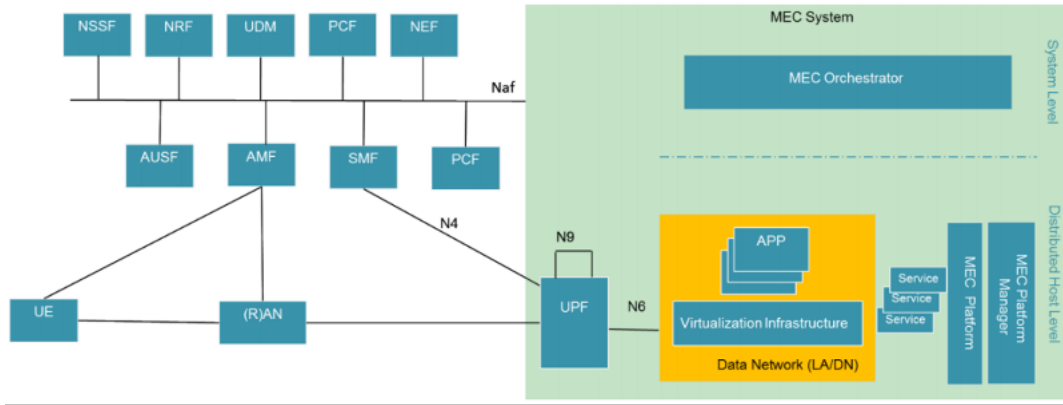 MEC System
NSSF
NRF
UDM
PCF
NEF
System Level
MEC Orchestrator
Naf
AUSF
AMF
SMF
PCF
N4
N9
APP
Distributed Host Level
MEC Platform
MEC Platform
Manager
Service
Service
Service
UE
(R)AN
UPF
N6
Virtualization Infrastructure
Data Network (LA/DN)